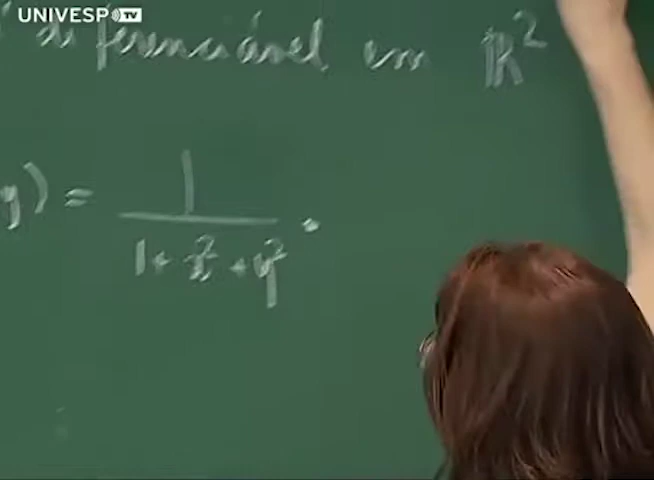 UNIVESP TV
é diferenciável em ℝ²
y) = 1 / (1 + x² + y²).